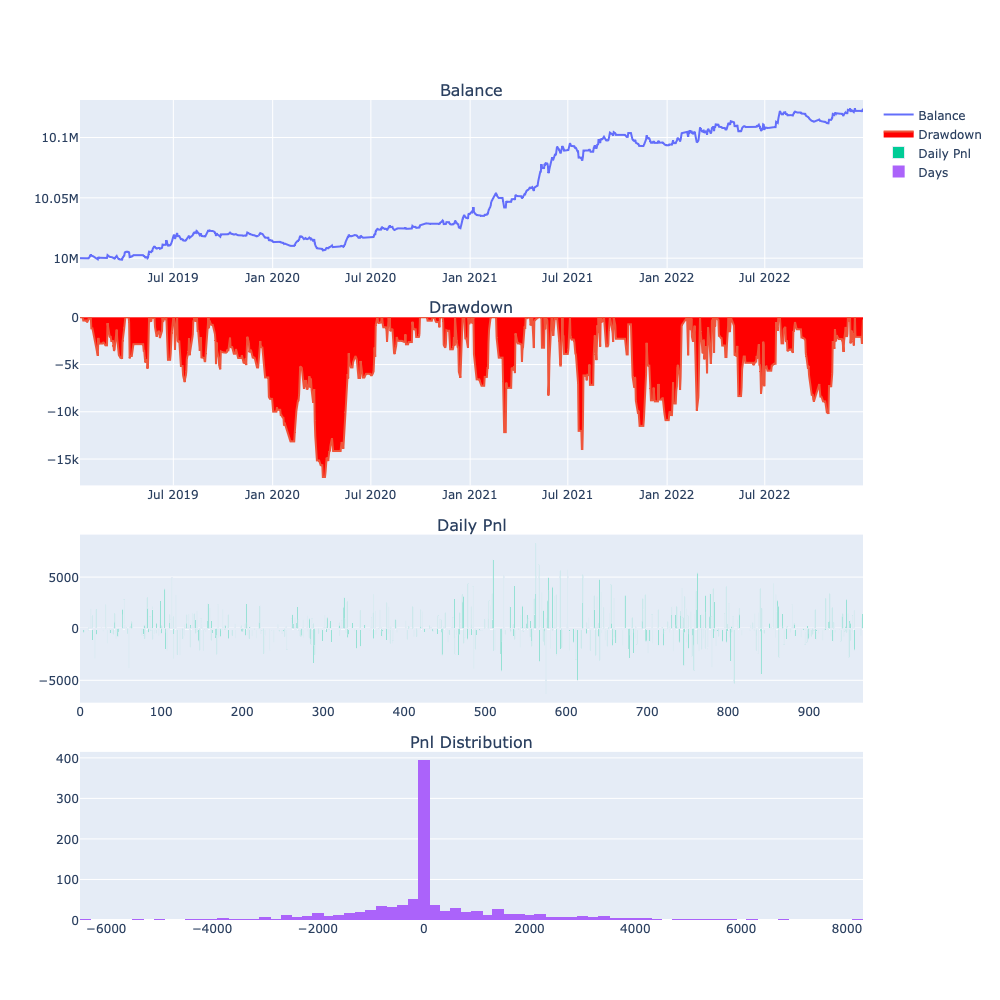 Balance
10.1M
10.05M
10M
Jul 2019 Jan 2020 Jul 2020 Jan 2021 Jul 2021 Jan 2022 Jul 2022
Balance
Drawdown
Daily Pnl
Days
Drawdown
0
−5k
−10k
−15k
Jul 2019 Jan 2020 Jul 2020 Jan 2021 Jul 2021 Jan 2022 Jul 2022
Daily Pnl
5000
0
−5000
0 100 200 300 400 500 600 700 800 900
Pnl Distribution
400
300
200
100
0
−6000 −4000 −2000 0 2000 4000 6000 8000